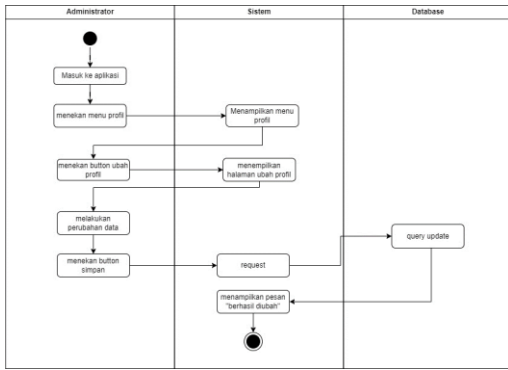 Administrator
Sistem
Database
Masuk ke aplikasi
menekan menu profil
Menampilkan menu
profil
menekan button ubah
profil
menempilkan
halaman ubah profil
melakukan
perubahan data
menekan button
simpan
request
query update
menampilkan pesan
"berhasil diubah"